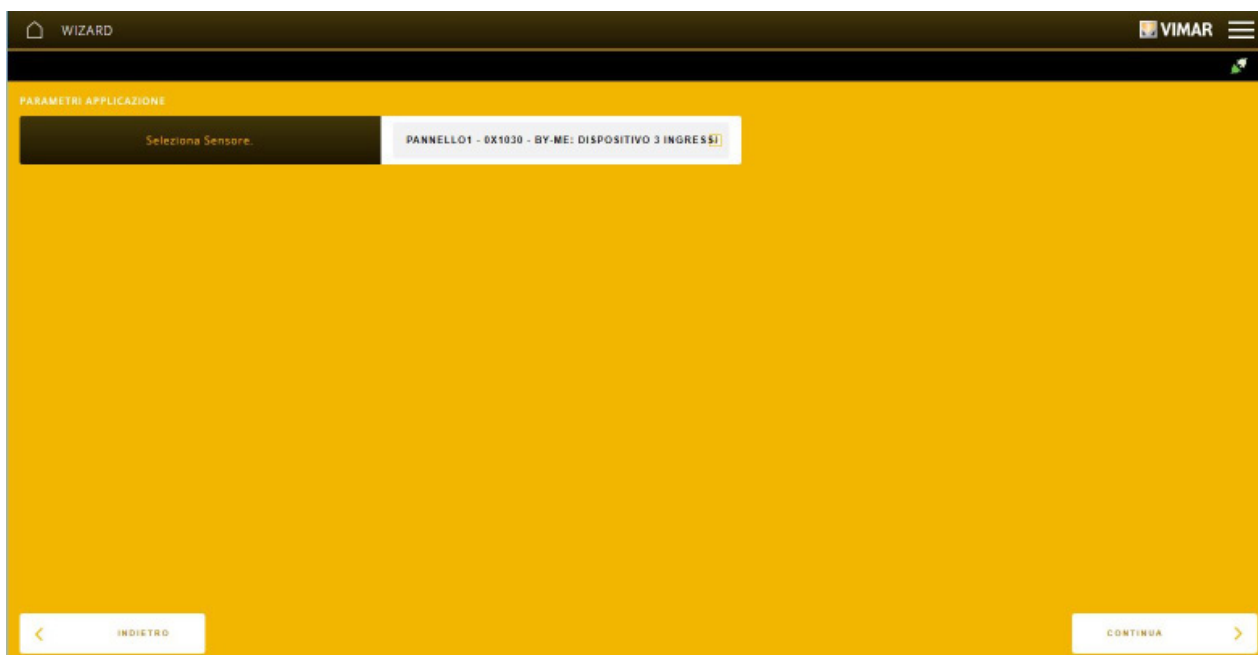 WIZARD
VIMAR
PARAMETRI APPLICAZIONE
Seleziona Sensore.
PANNELLO1 - 0X1030 - BY-ME: DISPOSITIVO 3 INGRESSI
INDIETRO
CONTINUA